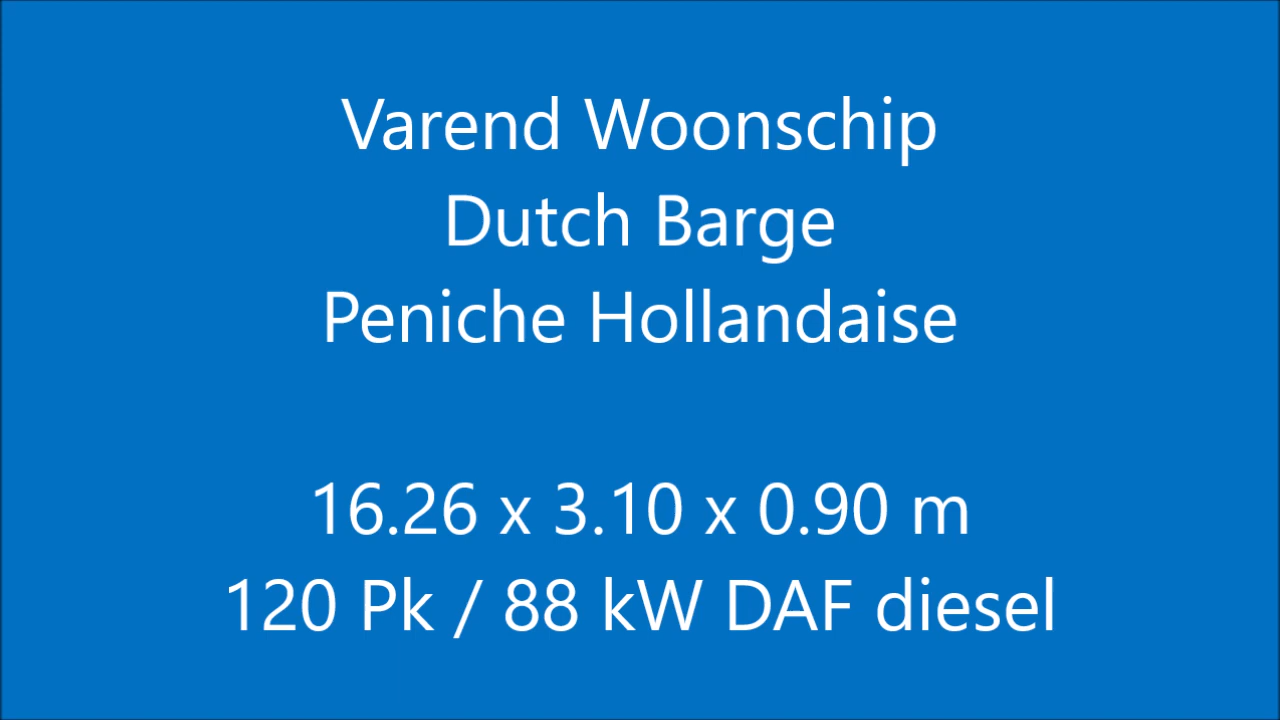 Varend Woonschip
Dutch Barge
Peniche Hollandaise
16.26 x 3.10 x 0.90 m
120 Pk / 88 kW DAF diesel